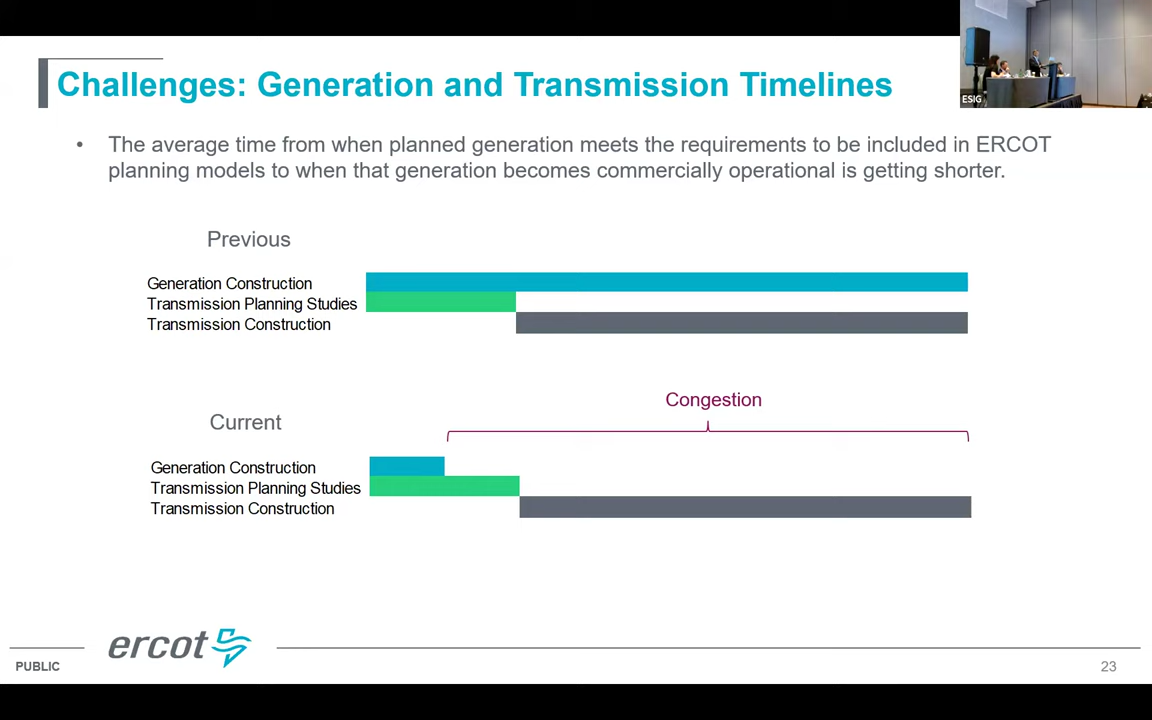 Challenges: Generation and Transmission Timelines
ESIG
• The average time from when planned generation meets the requirements to be included in ERCOT
planning models to when that generation becomes commercially operational is getting shorter.
Previous
Generation Construction
Transmission Planning Studies
Transmission Construction
Congestion
Current
Generation Construction
Transmission Planning Studies
Transmission Construction
ercot
PUBLIC
23